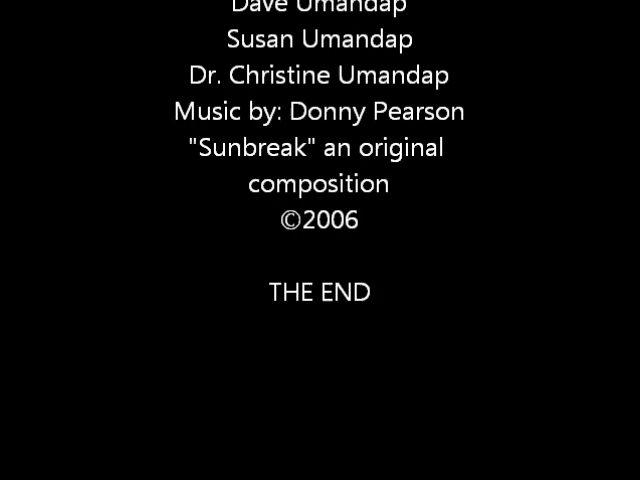 Dave Umandap
Susan Umandap
Dr. Christine Umandap
Music by: Donny Pearson
"Sunbreak" an original
composition
©2006
THE END